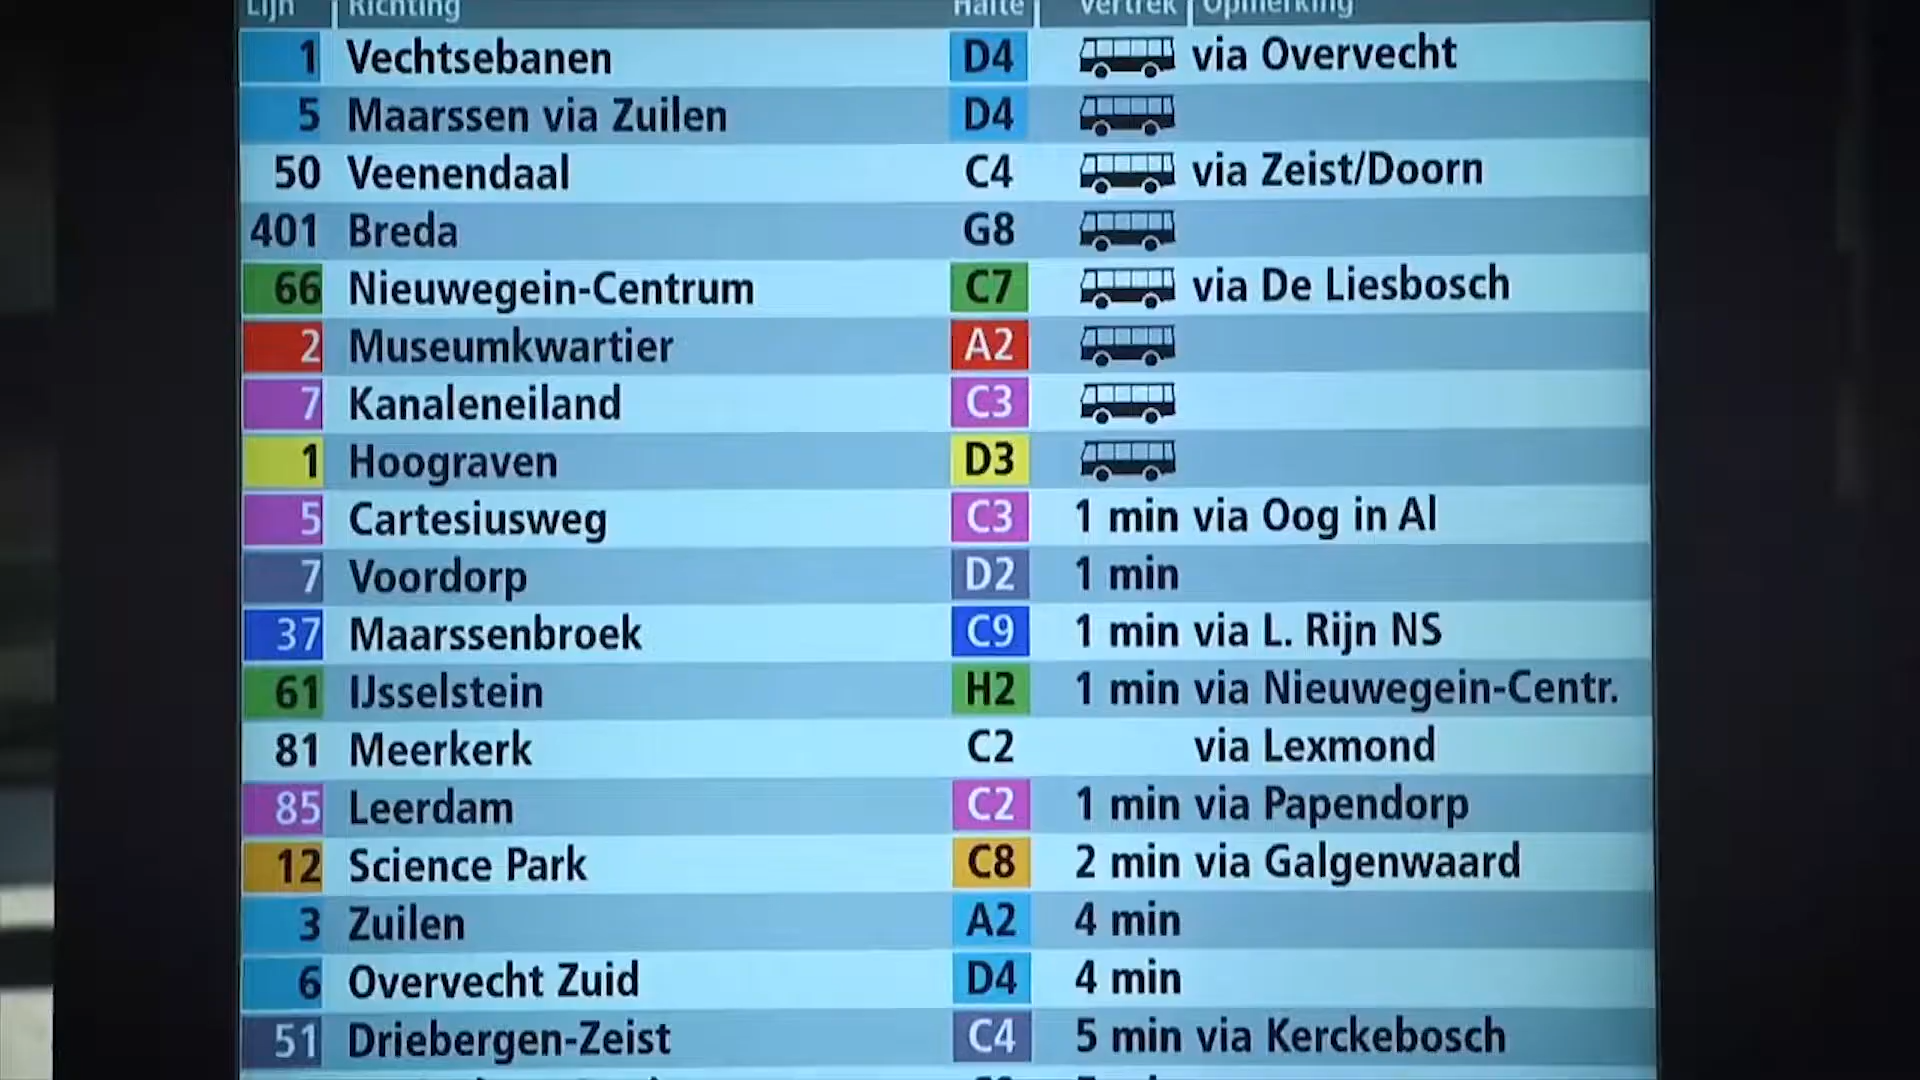 Lijn Richting Halte Vertrek Opmerking
1 Vechtsebanen D4 via Overvecht
5 Maarssen via Zuilen D4
50 Veenendaal C4 via Zeist/Doorn
401 Breda G8
66 Nieuwegein-Centrum C7 via De Liesbosch
2 Museumkwartier A2
7 Kanaleneiland C3
1 Hoograven D3
5 Cartesiusweg C3 1 min via Oog in Al
7 Voordorp D2 1 min
37 Maarssenbroek C9 1 min via L. Rijn NS
61 IJsselstein H2 1 min via Nieuwegein-Centr.
81 Meerkerk C2 via Lexmond
85 Leerdam C2 1 min via Papendorp
12 Science Park C8 2 min via Galgenwaard
3 Zuilen A2 4 min
6 Overvecht Zuid D4 4 min
51 Driebergen-Zeist C4 5 min via Kerckebosch